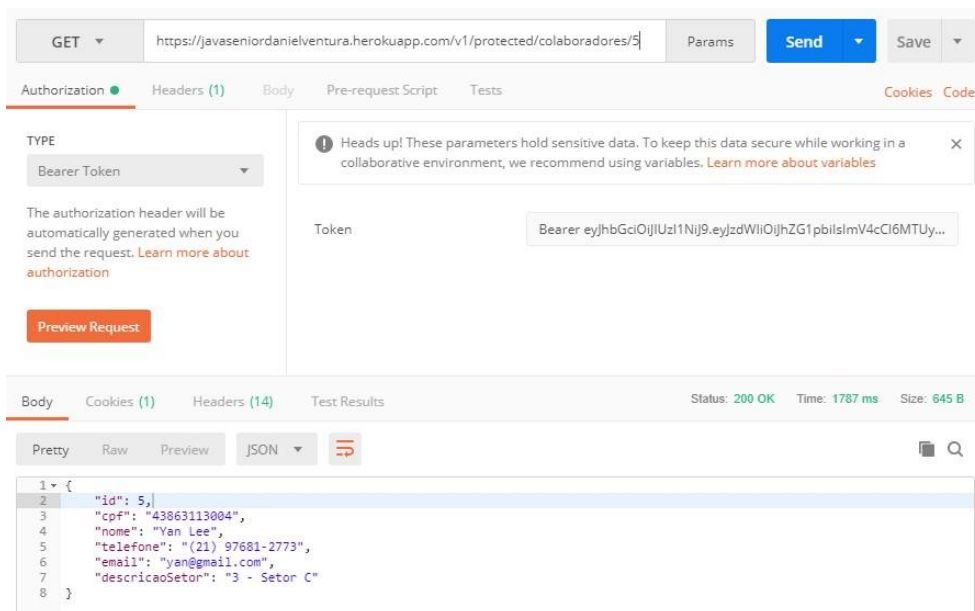 GET https://javaseniordanielventura.herokuapp.com/v1/protected/colaboradores/5 Params Send Save
Authorization Headers (1) Body Pre-request Script Tests Cookies Code
TYPE
Bearer Token
The authorization header will be
automatically generated when you
send the request. Learn more about
authorization
Preview Request
Heads up! These parameters hold sensitive data. To keep this data secure while working in a
collaborative environment, we recommend using variables. Learn more about variables
Token Bearer eyJhbGciOiJIUzI1NiJ9.eyJzdWIiOiJhZG1pbiIsImV4cCI6MTUy...
Body Cookies (1) Headers (14) Test Results Status: 200 OK Time: 1787 ms Size: 645 B
Pretty Raw Preview JSON
1 {
2 "id": 5,
3 "cpf": "43863113004",
4 "nome": "Yan Lee",
5 "telefone": "(21) 97681-2773",
6 "email": "yan@gmail.com",
7 "descricaoSetor": "3 - Setor C"
8 }